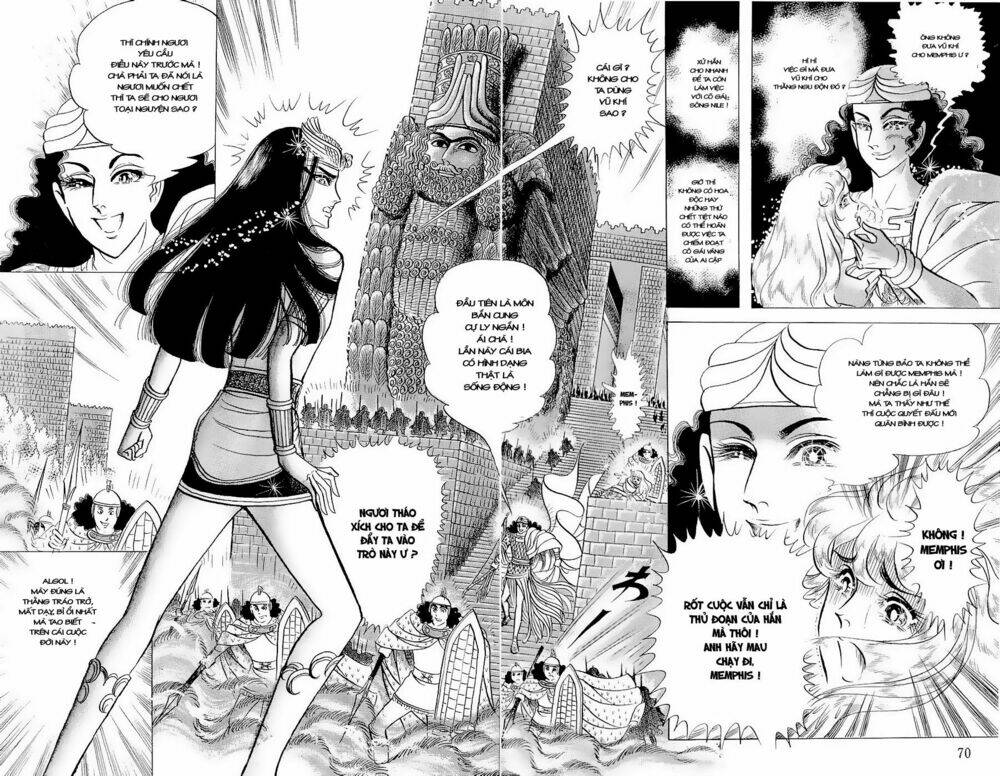 ÔNG KHÔNG
ĐƯA VŨ KHÍ
CHO MEMPHIS Ư ?
HÌ HÌ
VIỆC GÌ MÀ ĐƯA
VŨ KHÍ CHO
THẰNG NGU ĐỘN ĐÓ ?
XỬ HẮN
CHO NHANH
ĐỂ TA CÒN
LÀM VIỆC
VỚI CÔ GÁI
SÔNG NILE !
GIỜ THÌ
KHÔNG CÓ HOA
ĐỘC HAY
NHỮNG THỨ
CHẾT TIỆT NÀO
CÓ THỂ HOÃN
ĐƯỢC VIỆC TA
CHIẾM ĐOẠT
CÔ GÁI VÀNG
CỦA AI CẬP
NÀNG TỪNG BẢO TA KHÔNG THỂ
LÀM GÌ ĐƯỢC MEMPHIS MÀ !
NÊN CHẮC LÀ HẮN SẼ
CHẲNG BỊ GÌ ĐÂU !
MÀ TA THẤY NHƯ THẾ
THÌ CUỘC QUYẾT ĐẤU MỚI
QUÂN BÌNH ĐƯỢC !
KHÔNG !
MEMPHIS
ƠI !
RỐT CUỘC VẪN CHỈ LÀ
THỦ ĐOẠN CỦA HẮN
MÀ THÔI !
ANH HÃY MAU
CHẠY ĐI,
MEMPHIS !
70
CÁI GÌ ?
KHÔNG CHO
TA DÙNG
VŨ KHÍ
SAO ?
THÌ CHÍNH NGƯƠI
YÊU CẦU
ĐIỀU NÀY TRƯỚC MÀ !
CHẢ PHẢI TA ĐÃ NÓI LÀ
NGƯƠI MUỐN CHẾT
THÌ TA SẼ CHO NGƯƠI
TOẠI NGUYỆN SAO ?
ĐẦU TIÊN LÀ MÔN
BẮN CUNG
CỰ LY NGẮN !
ÁI CHÀ !
LẦN NÀY CÁI BIA
CÓ HÌNH DẠNG
THẬT LÀ
SỐNG ĐỘNG !
MEM-
PHIS !
NGƯƠI THÁO
XÍCH CHO TA ĐỂ
ĐẨY TA VÀO
TRÒ NÀY Ư ?
おっ
ALGOL !
MÀY ĐÚNG LÀ
THẰNG TRÁO TRỞ,
MẤT DẠY, BỈ ỔI NHẤT
MÀ TAO BIẾT
TRÊN CÁI CUỘC
ĐỜI NÀY !